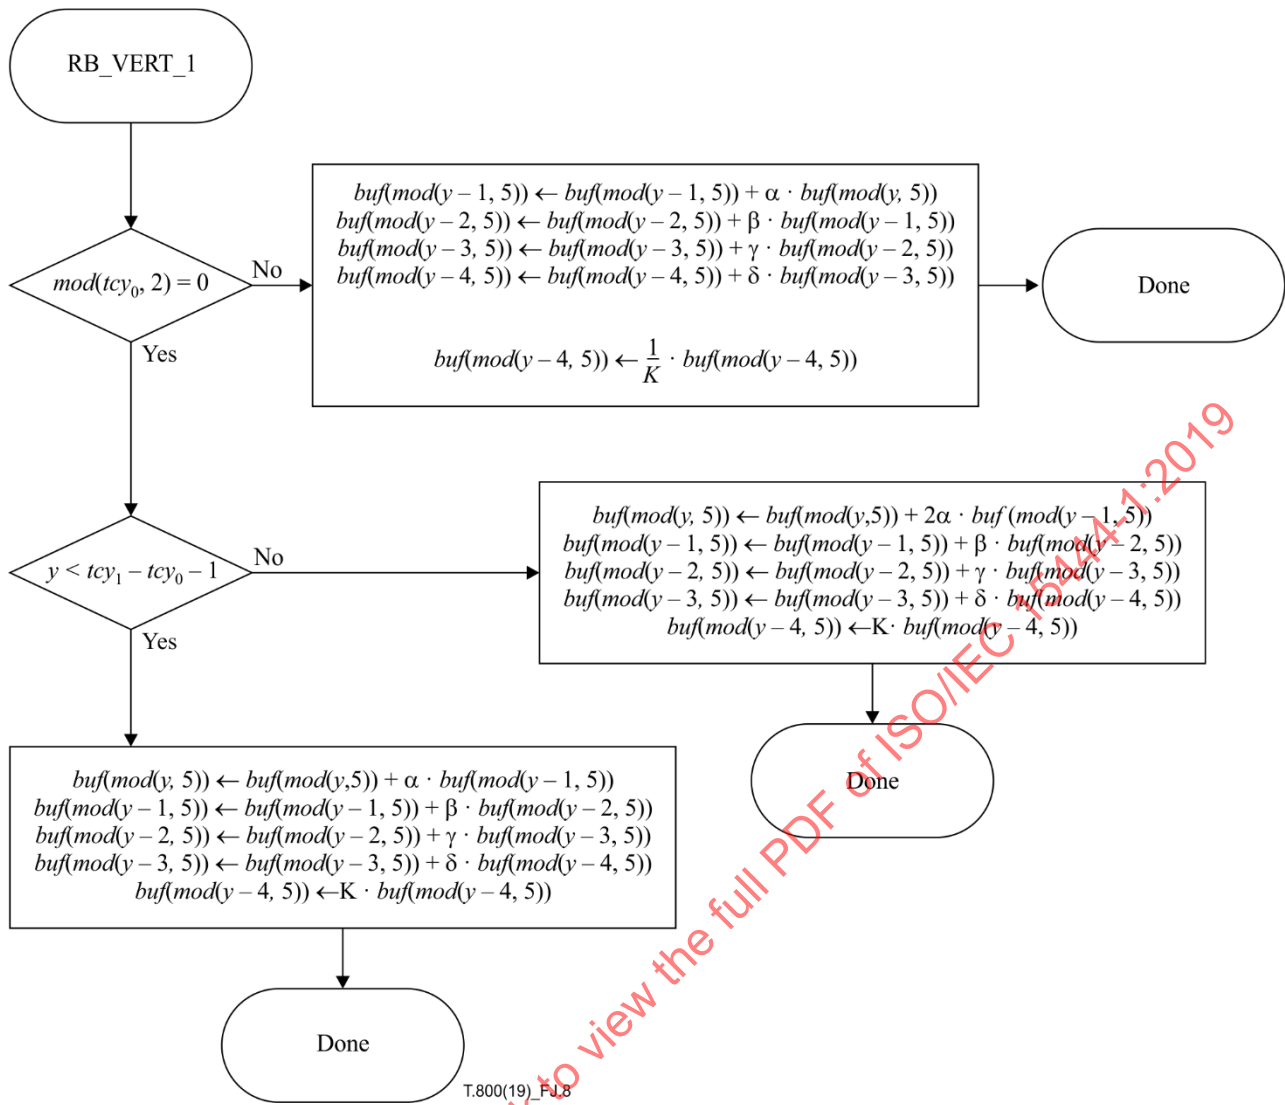 RB_VERT_1
mod(tcy₀, 2) = 0
No
Yes
buf(mod(y – 1, 5)) ← buf(mod(y – 1, 5)) + α · buf(mod(y, 5))
buf(mod(y – 2, 5)) ← buf(mod(y – 2, 5)) + β · buf(mod(y – 1, 5))
buf(mod(y – 3, 5)) ← buf(mod(y – 3, 5)) + γ · buf(mod(y – 2, 5))
buf(mod(y – 4, 5)) ← buf(mod(y – 4, 5)) + δ · buf(mod(y – 3, 5))
buf(mod(y – 4, 5)) ← 1/K · buf(mod(y – 4, 5))
Done
y < tcy₁ – tcy₀ – 1
No
Yes
buf(mod(y, 5)) ← buf(mod(y,5)) + 2α · buf (mod(y – 1, 5))
buf(mod(y – 1, 5)) ← buf(mod(y – 1, 5)) + β · buf(mod(y – 2, 5))
buf(mod(y – 2, 5)) ← buf(mod(y – 2, 5)) + γ · buf(mod(y – 3, 5))
buf(mod(y – 3, 5)) ← buf(mod(y – 3, 5)) + δ · buf(mod(y – 4, 5))
buf(mod(y – 4, 5)) ←K· buf(mod(y – 4, 5))
Done
buf(mod(y, 5)) ← buf(mod(y,5)) + α · buf(mod(y – 1, 5))
buf(mod(y – 1, 5)) ← buf(mod(y – 1, 5)) + β · buf(mod(y – 2, 5))
buf(mod(y – 2, 5)) ← buf(mod(y – 2, 5)) + γ · buf(mod(y – 3, 5))
buf(mod(y – 3, 5)) ← buf(mod(y – 3, 5)) + δ · buf(mod(y – 4, 5))
buf(mod(y – 4, 5)) ←K · buf(mod(y – 4, 5))
Done
T.800(19)_FJ.8
to view the full PDF of ISO/IEC 15444-1:2019